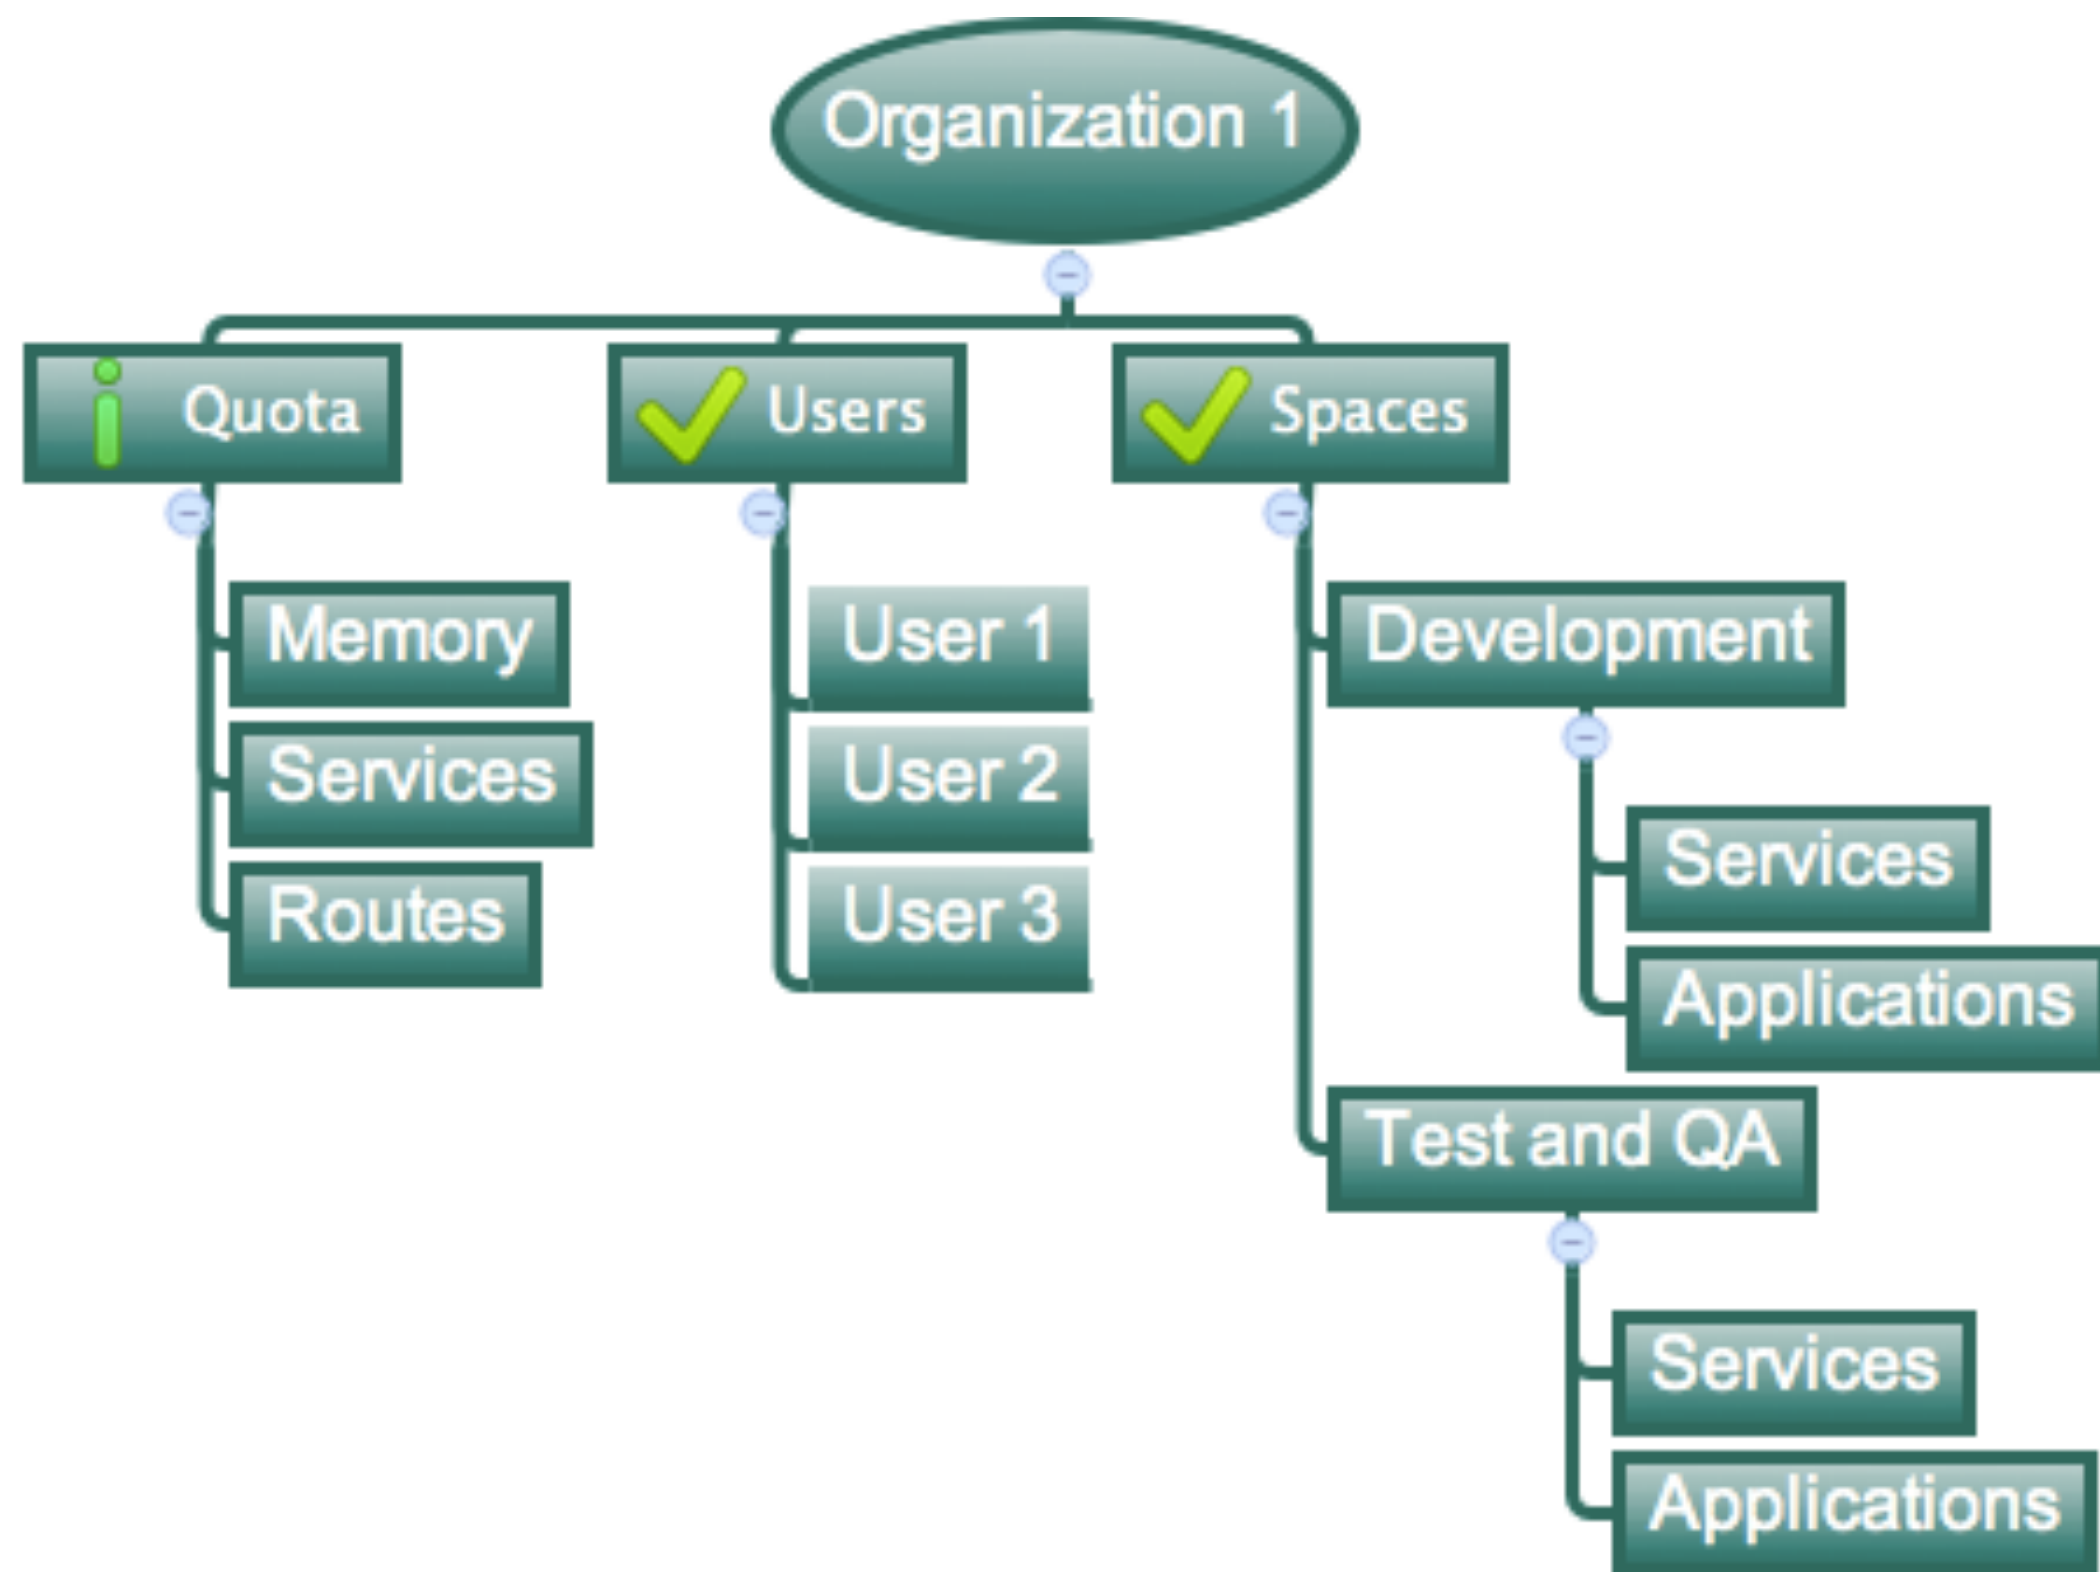 Organization 1
Quota
Users
Spaces
Memory
Services
Routes
User 1
User 2
User 3
Development
Services
Applications
Test and QA
Services
Applications